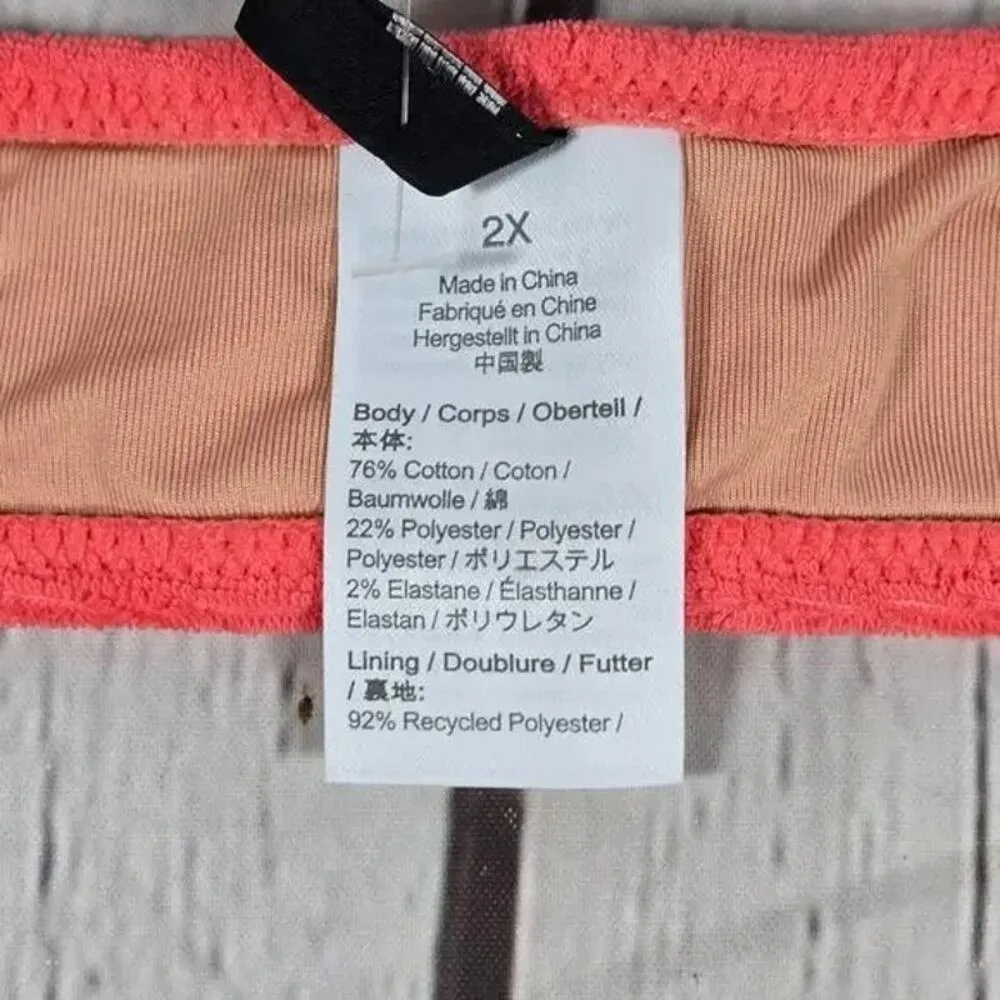 2X
Made in China
Fabriqué en Chine
Hergestellt in China
中国製
Body / Corps / Oberteil /
本体:
76% Cotton / Coton /
Baumwolle / 綿
22% Polyester / Polyester /
Polyester / ポリエステル
2% Elastane / Élasthanne /
Elastan / ポリウレタン
Lining / Doublure / Futter
/ 裏地:
92% Recycled Polyester /